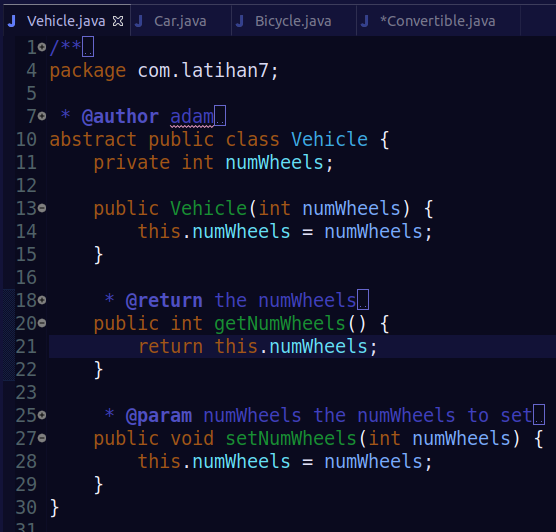 Vehicle.java Car.java Bicycle.java *Convertible.java
1 /**
4 package com.latihan7;
5
7  * @author adam
10 abstract public class Vehicle {
11     private int numWheels;
12
13     public Vehicle(int numWheels) {
14         this.numWheels = numWheels;
15     }
16
18      * @return the numWheels
20     public int getNumWheels() {
21         return this.numWheels;
22     }
23
25      * @param numWheels the numWheels to set
27     public void setNumWheels(int numWheels) {
28         this.numWheels = numWheels;
29     }
30 }
31